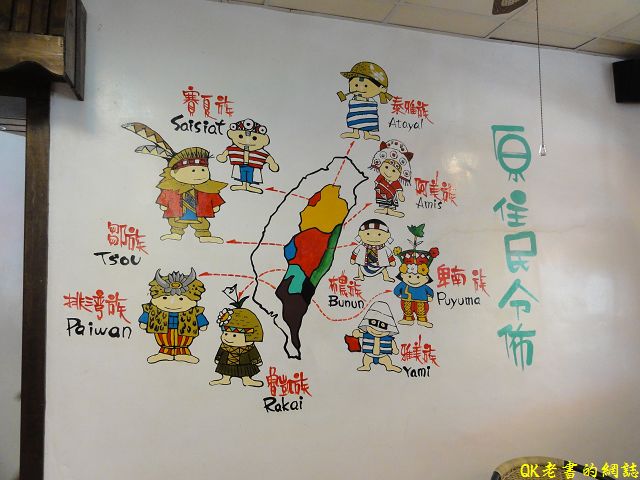 原住民令佈
泰雅族
Atayal
賽夏族
Saisiat
阿美族
Amis
鄒族
Tsou
布農族
Bunun
卑南族
Puyuma
排灣族
Paiwan
魯凱族
Rakai
雅美族
Yami
QK老書的網誌